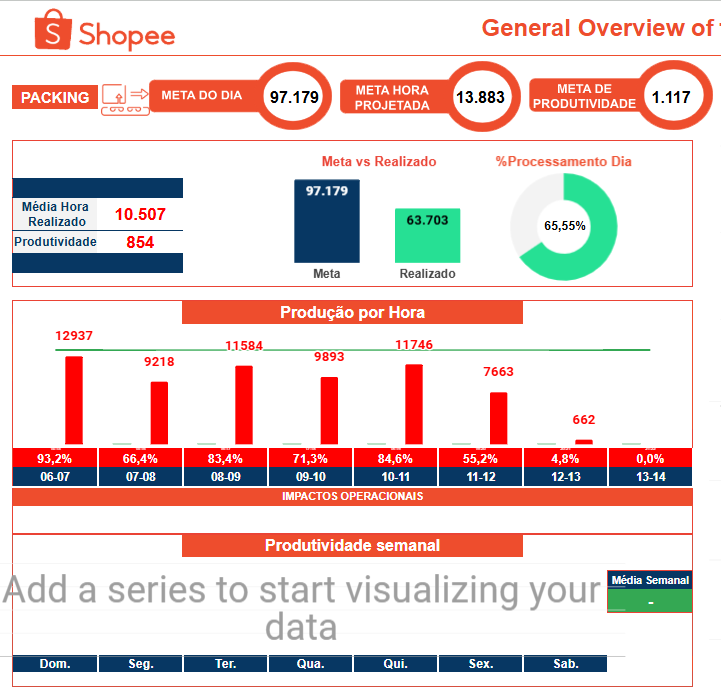 Shopee
General Overview of
PACKING
META DO DIA
97.179
META HORA
PROJETADA
13.883
META DE
PRODUTIVIDADE
1.117
Média Hora
Realizado
10.507
Produtividade
854
Meta vs Realizado
97.179
63.703
Meta
Realizado
%Processamento Dia
65,55%
Produção por Hora
12937
9218
11584
9893
11746
7663
662
93,2% 66,4% 83,4% 71,3% 84,6% 55,2% 4,8% 0,0%
06-07 07-08 08-09 09-10 10-11 11-12 12-13 13-14
IMPACTOS OPERACIONAIS
Produtividade semanal
Add a series to start visualizing your
data
Média Semanal
-
Dom. Seg. Ter. Qua. Qui. Sex. Sab.